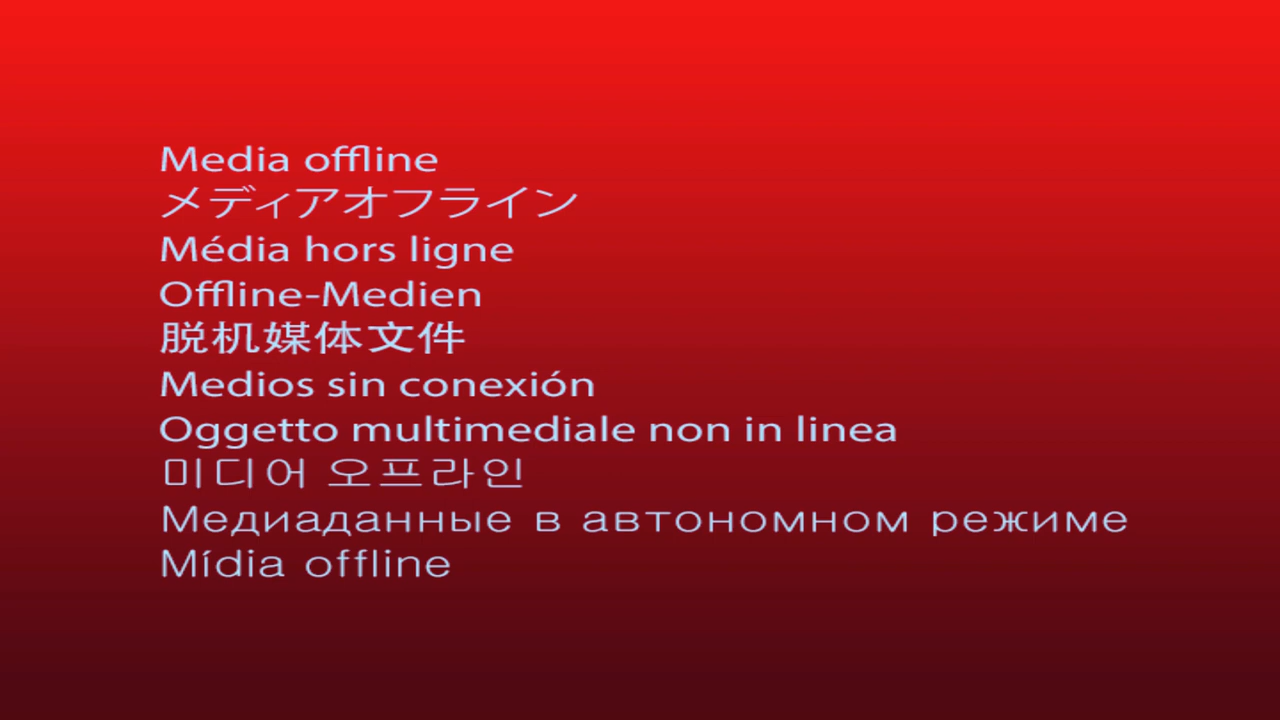 Media offline
メディアオフライン
Média hors ligne
Offline-Medien
脱机媒体文件
Medios sin conexión
Oggetto multimediale non in linea
미디어 오프라인
Медиаданные в автономном режиме
Mídia offline